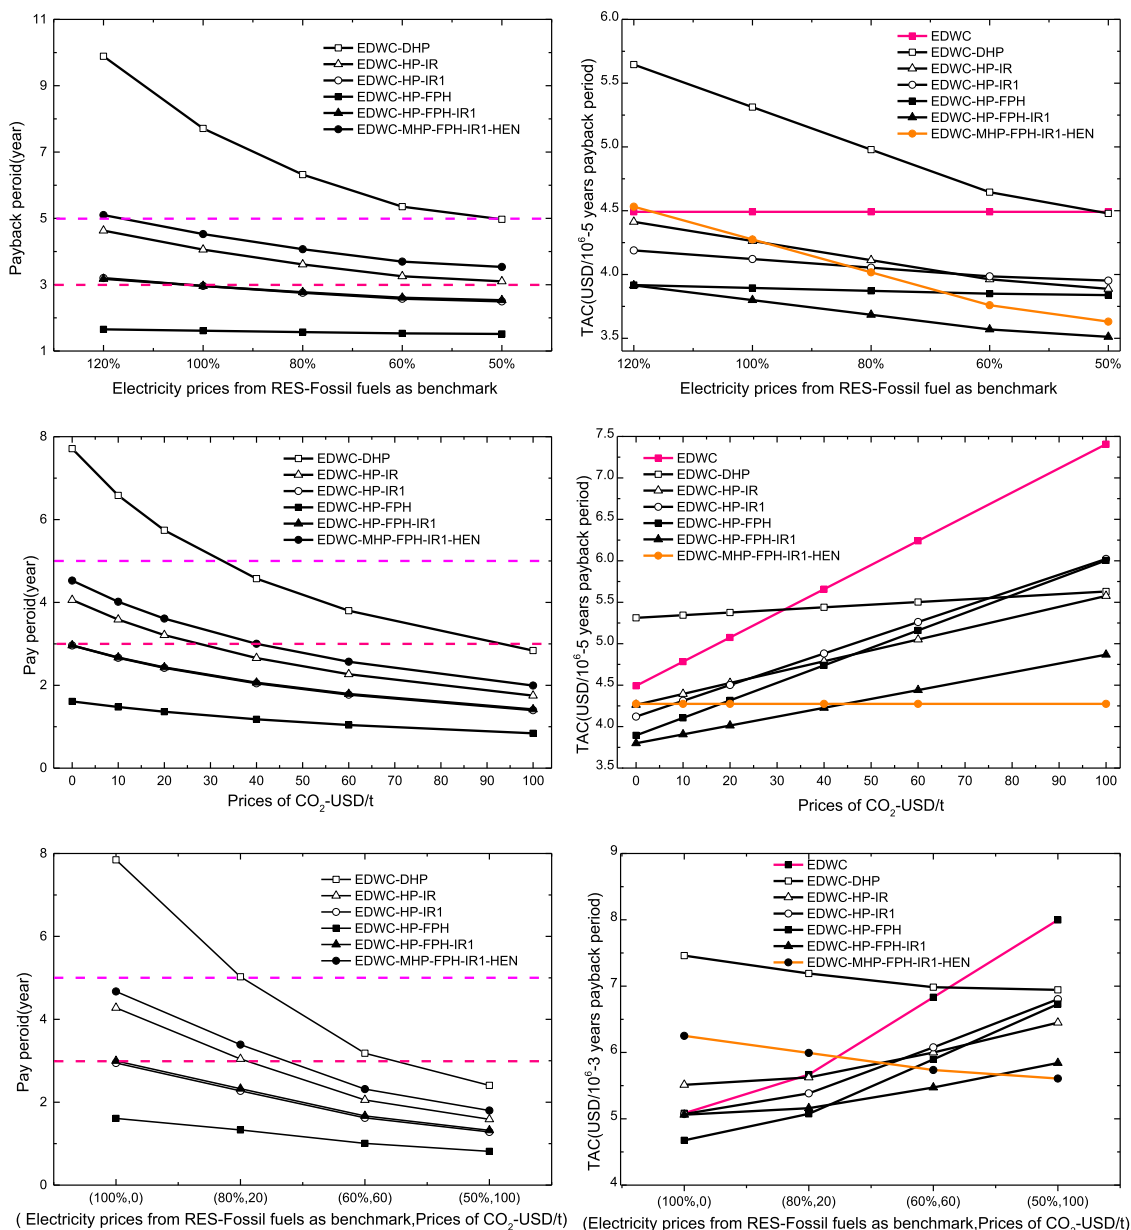 Payback peroid(year)
11
9
7
5
3
1
EDWC-DHP
EDWC-HP-IR
EDWC-HP-IR1
EDWC-HP-FPH
EDWC-HP-FPH-IR1
EDWC-MHP-FPH-IR1-HEN
120% 100% 80% 60% 50%
Electricity prices from RES-Fossil fuels as benchmark
TAC(USD/10⁶-5 years payback period)
6.0
5.5
5.0
4.5
4.0
3.5
EDWC
EDWC-DHP
EDWC-HP-IR
EDWC-HP-IR1
EDWC-HP-FPH
EDWC-HP-FPH-IR1
EDWC-MHP-FPH-IR1-HEN
120% 100% 80% 60% 50%
Electricity prices from RES-Fossil fuel as benchmark
Pay peroid(year)
8
6
4
2
0
EDWC-DHP
EDWC-HP-IR
EDWC-HP-IR1
EDWC-HP-FPH
EDWC-HP-FPH-IR1
EDWC-MHP-FPH-IR1-HEN
0 10 20 30 40 50 60 70 80 90 100
Prices of CO₂-USD/t
TAC(USD/10⁶-5 years payback period)
7.5
7.0
6.5
6.0
5.5
5.0
4.5
4.0
3.5
EDWC
EDWC-DHP
EDWC-HP-IR
EDWC-HP-IR1
EDWC-HP-FPH
EDWC-HP-FPH-IR1
EDWC-MHP-FPH-IR1-HEN
0 10 20 30 40 50 60 70 80 90 100
Prices of CO₂-USD/t
Pay peroid(year)
8
6
4
2
0
EDWC-DHP
EDWC-HP-IR
EDWC-HP-IR1
EDWC-HP-FPH
EDWC-HP-FPH-IR1
EDWC-MHP-FPH-IR1-HEN
(100%,0) (80%,20) (60%,60) (50%,100)
( Electricity prices from RES-Fossil fuels as benchmark,Prices of CO₂-USD/t)
TAC(USD/10⁶-3 years payback period)
9
8
7
6
5
4
EDWC
EDWC-DHP
EDWC-HP-IR
EDWC-HP-IR1
EDWC-HP-FPH
EDWC-HP-FPH-IR1
EDWC-MHP-FPH-IR1-HEN
(100%,0) (80%,20) (60%,60) (50%,100)
(Electricity prices from RES-Fossil fuels as benchmark,Prices of CO₂-USD/t)